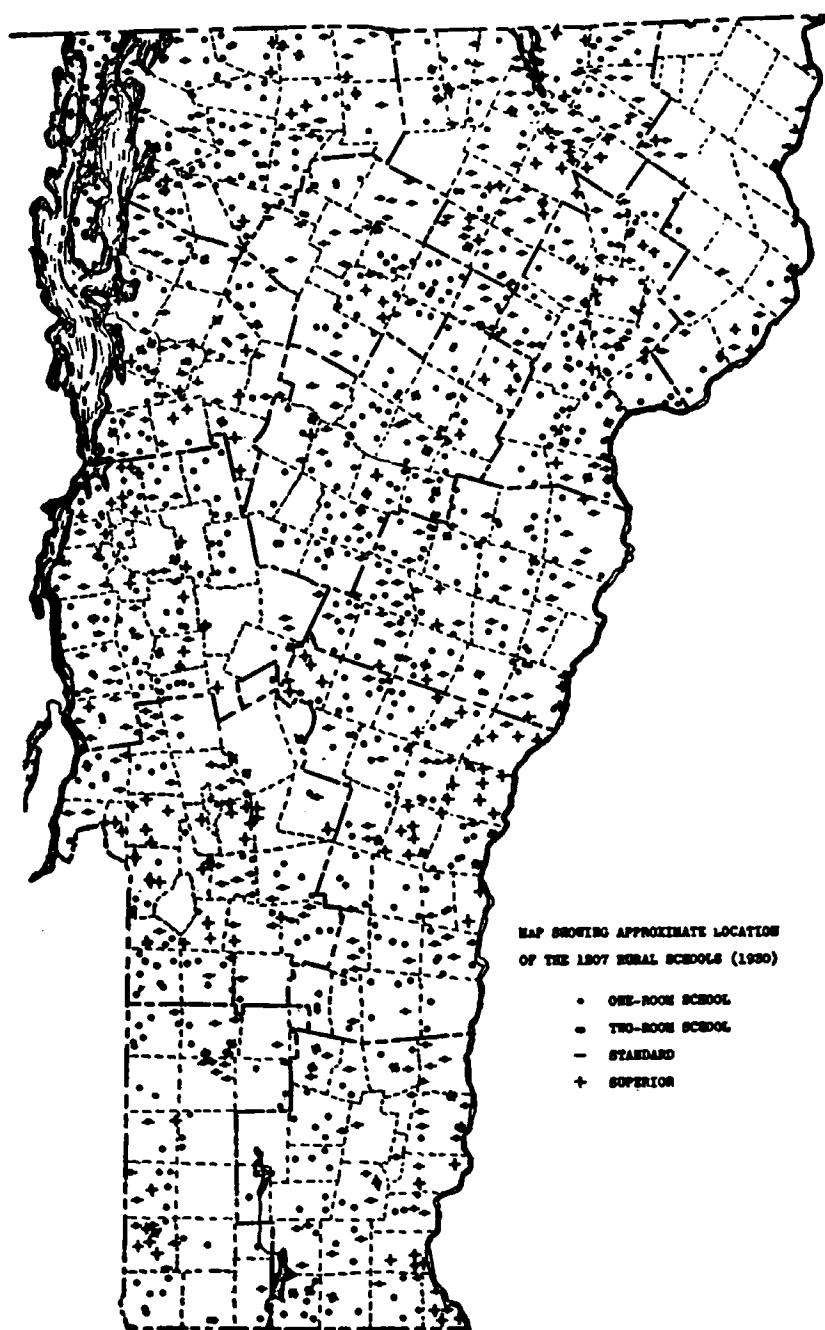 MAP SHOWING APPROXIMATE LOCATION
OF THE 1307 RURAL SCHOOLS (1930)
ONE-ROOM SCHOOL
TWO-ROOM SCHOOL
STANDARD
SUPERIOR